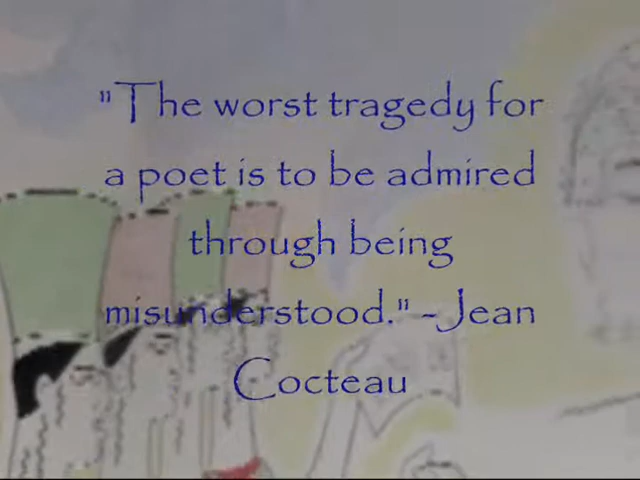 "The worst tragedy for
a poet is to be admired
through being
misunderstood." -Jean
Cocteau